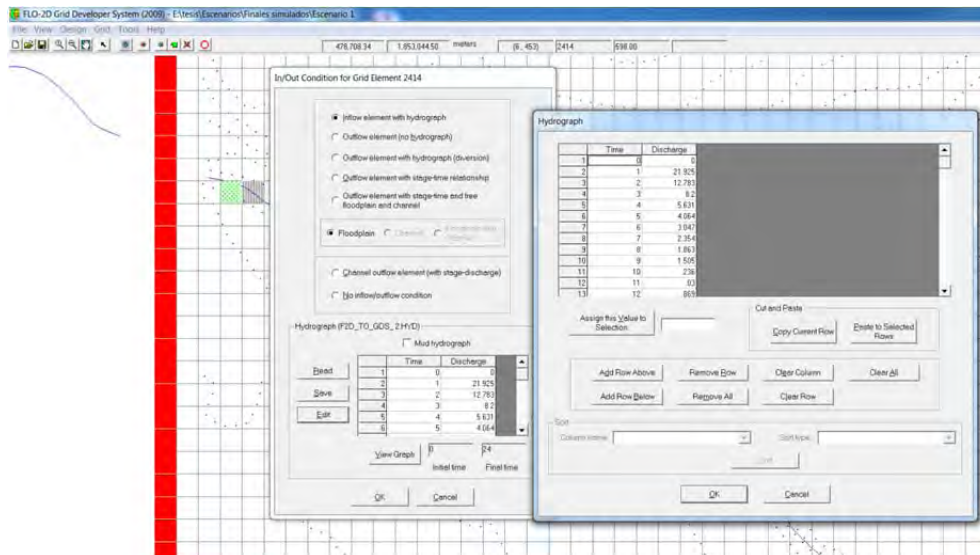 FLO-2D Grid Developer System (2009) - E:\tesis\Escenarios\Finales simulados\Escenario 1
File View Design Grid Tools Help
476,708.34 1,653,044.50 meters (6, 453) 2414 698.00
In/Out Condition for Grid Element 2414
Inflow element with hydrograph
Outflow element (no hydrograph)
Outflow element with hydrograph (diversion)
Outflow element with stage-time relationship
Outflow element with stage-time and free
floodplain and channel
Floodplain Channel
Channel outflow element (with stage-discharge)
No inflow/outflow condition
Hydrograph (F2D_TO_GDS_2.HYD)
Mud hydrograph
Read
Save
Edit
Time Discharge
1 0 0
2 1 21.925
3 2 12.783
4 3 8.2
5 4 5.631
6 5 4.064
View Graph
0 24
Initial time Final time
OK Cancel
Hydrograph
Time Discharge
1 0 0
2 1 21.925
3 2 12.783
4 3 8.2
5 4 5.631
6 5 4.064
7 6 3.047
8 7 2.354
9 8 1.863
10 9 1.505
11 10 236
12 11 03
13 12 869
Assign this Value to
Selection
Cut and Paste
Copy Current Row
Paste to Selected
Rows
Add Row Above Remove Row Clear Column Clear All
Add Row Below Remove All Clear Row
Sort
Column name: Sort type:
Sort
OK Cancel